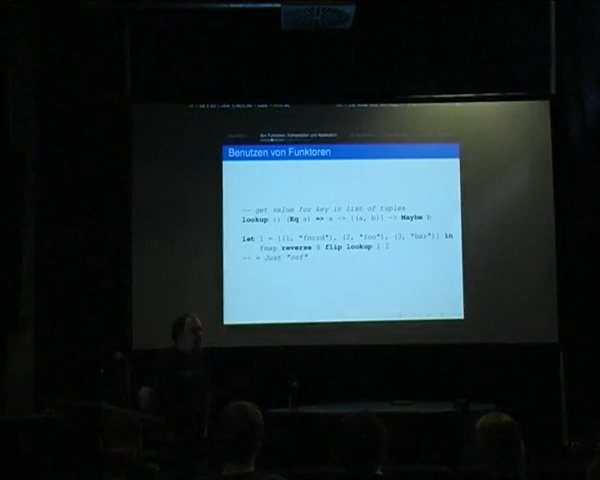 Benutzen von Funktoren
-- get value for key in list of tuples
lookup :: (Eq a) => a -> [(a, b)] -> Maybe b
let l = [(1, "fnord"), (2, "foo"), (3, "bar")] in
fmap reverse $ flip lookup l 2
-- = Just "oof"